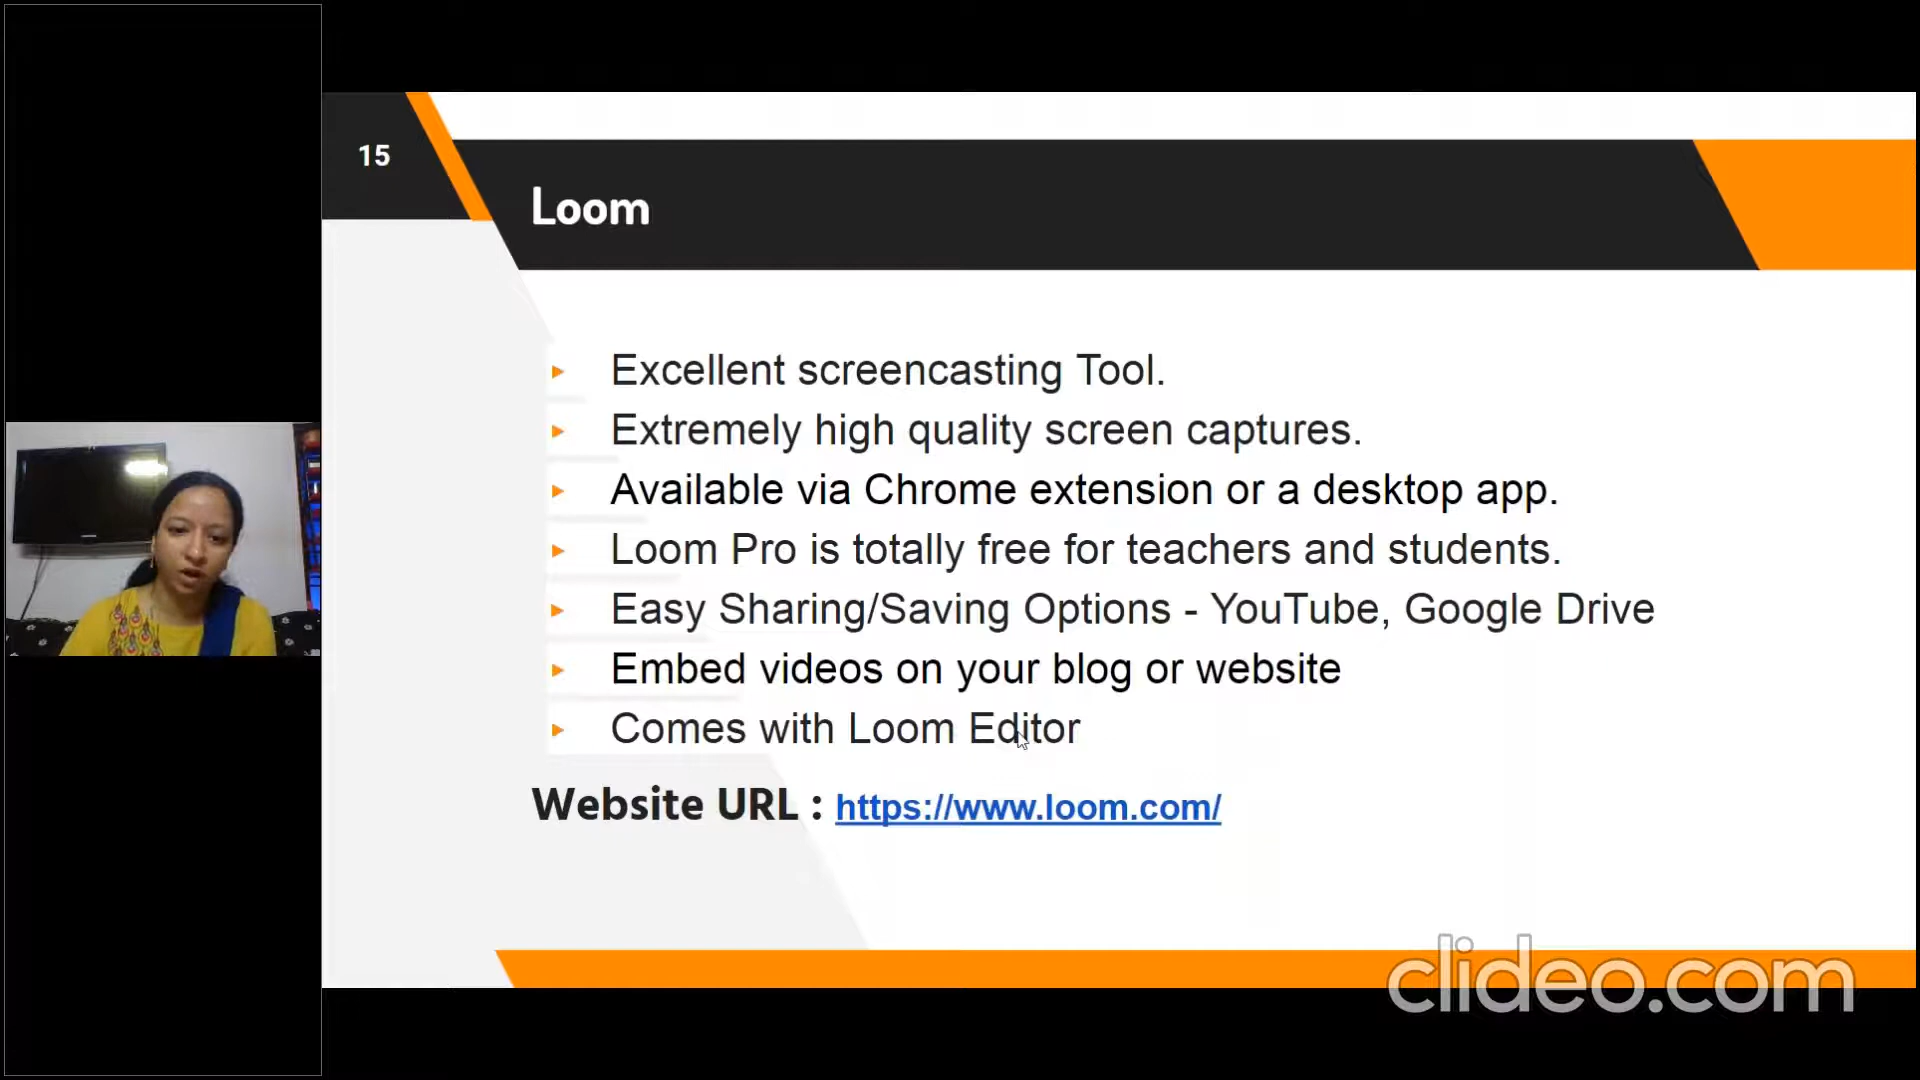 15
Loom
Excellent screencasting Tool.
Extremely high quality screen captures.
Available via Chrome extension or a desktop app.
Loom Pro is totally free for teachers and students.
Easy Sharing/Saving Options - YouTube, Google Drive
Embed videos on your blog or website
Comes with Loom Editor
Website URL : https://www.loom.com/
clideo.com